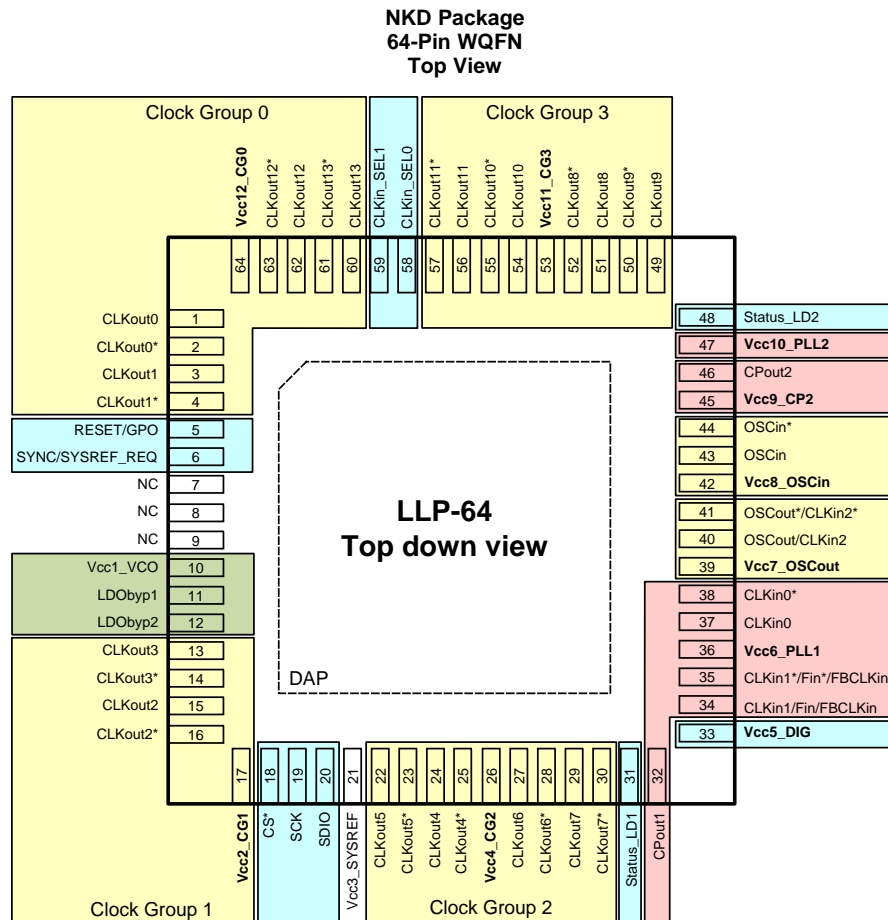 NKD Package
64-Pin WQFN
Top View
Clock Group 0
Clock Group 3
Vcc12_CG0
CLKout12*
CLKout12
CLKout13*
CLKout13
CLKin_SEL1
CLKin_SEL0
CLKout11*
CLKout11
CLKout10*
CLKout10
Vcc11_CG3
CLKout8*
CLKout8
CLKout9*
CLKout9
64
63
62
61
60
59
58
57
56
55
54
53
52
51
50
49
CLKout0 1
CLKout0* 2
CLKout1 3
CLKout1* 4
RESET/GPO 5
SYNC/SYSREF_REQ 6
NC 7
NC 8
NC 9
Vcc1_VCO 10
LDObyp1 11
LDObyp2 12
CLKout3 13
CLKout3* 14
CLKout2 15
CLKout2* 16
LLP-64
Top down view
DAP
48 Status_LD2
47 Vcc10_PLL2
46 CPout2
45 Vcc9_CP2
44 OSCin*
43 OSCin
42 Vcc8_OSCin
41 OSCout*/CLKin2*
40 OSCout/CLKin2
39 Vcc7_OSCout
38 CLKin0*
37 CLKin0
36 Vcc6_PLL1
35 CLKin1*/Fin*/FBCLKin
34 CLKin1/Fin/FBCLKin
33 Vcc5_DIG
17
18
19
20
21
22
23
24
25
26
27
28
29
30
31
32
Vcc2_CG1
CS*
SCK
SDIO
Vcc3_SYSREF
CLKout5
CLKout5*
CLKout4
CLKout4*
Vcc4_CG2
CLKout6
CLKout6*
CLKout7
CLKout7*
Status_LD1
CPout1
Clock Group 1
Clock Group 2